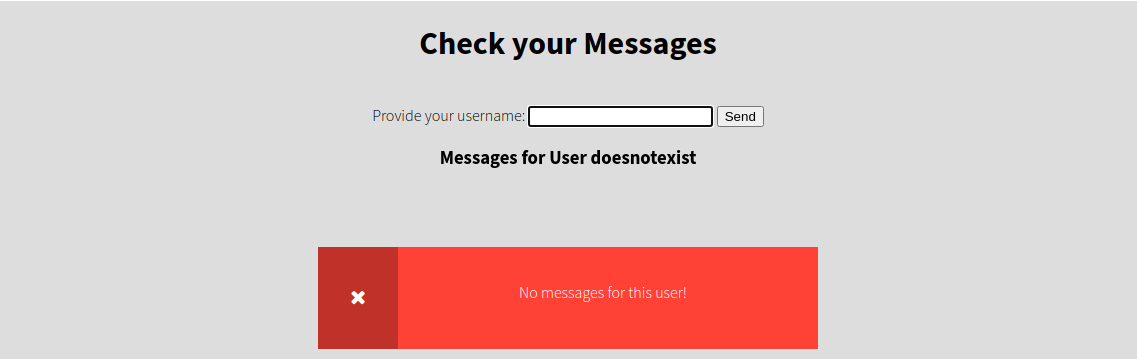 Check your Messages
Provide your username: Send
Messages for User doesnotexist
No messages for this user!